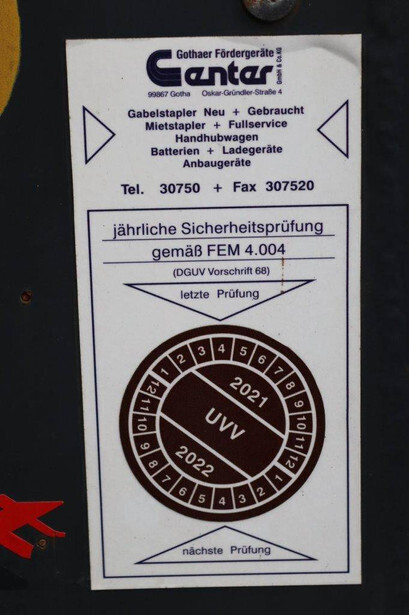 Gothaer Fördergeräte
Center
GmbH & Co.KG
99867 Gotha Oskar-Gründler-Straße 4
Gabelstapler Neu + Gebraucht
Mietstapler + Fullservice
Handhubwagen
Batterien + Ladegeräte
Anbaugeräte
Tel. 30750 + Fax 307520
jährliche Sicherheitsprüfung
gemäß FEM 4.004
(DGUV Vorschrift 68)
letzte Prüfung
1 2 3 4 5 6 7 8 9 10 11 12
2021
UVV
2022
1 2 3 4 5 6 7 8 9 10 11 12
nächste Prüfung